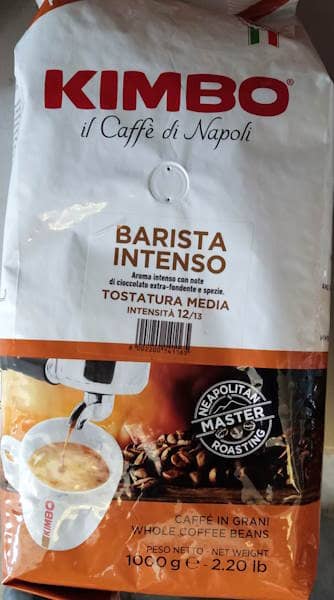 KIMBO®
il Caffè di Napoli
BARISTA
INTENSO
Aroma intenso con note
di cioccolato extra-fondente e spezie.
TOSTATURA MEDIA
INTENSITÀ 12/13
NEAPOLITAN
MASTER
ROASTING
KIMBO
CAFFÈ IN GRANI
WHOLE COFFEE BEANS
PESO NETTO - NET WEIGHT
1000 g e - 2.20 lb